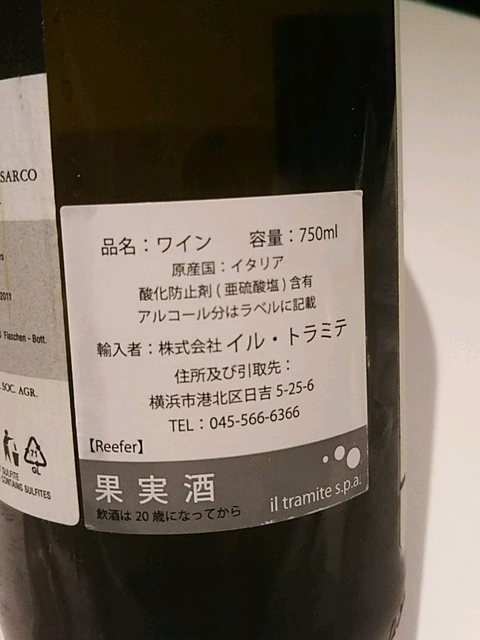 SARCO
2011
Flaschen - Bott.
SOC. AGR.
71
GL
SULFITE
CONTAINS SULFITES
品名：ワイン 容量：750ml
原産国：イタリア
酸化防止剤 ( 亜硫酸塩 ) 含有
アルコール分はラベルに記載
輸入者：株式会社 イル・トラミテ
住所及び引取先：
横浜市港北区日吉 5-25-6
TEL：045-566-6366
【Reefer】
果実酒
il tramite s.p.a.
飲酒は 20 歳になってから